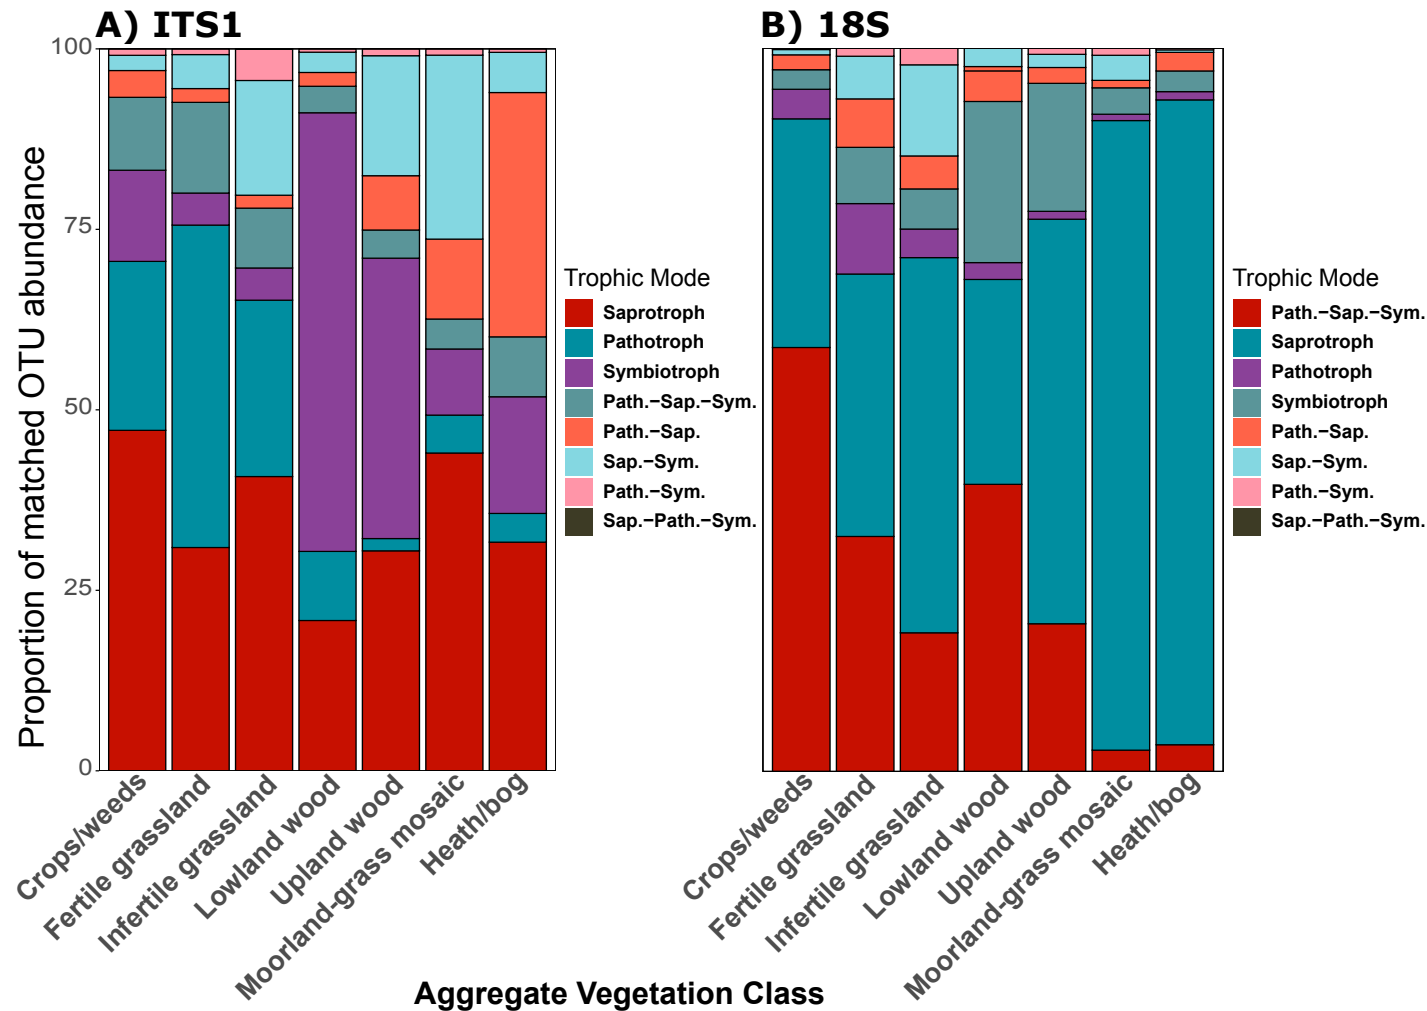 A) ITS1
B) 18S
Proportion of matched OTU abundance
100
75
50
25
0
Crops/weeds
Fertile grassland
Infertile grassland
Lowland wood
Upland wood
Moorland-grass mosaic
Heath/bog
Trophic Mode
Saprotroph
Pathotroph
Symbiotroph
Path.-Sap.-Sym.
Path.-Sap.
Sap.-Sym.
Path.-Sym.
Sap.-Path.-Sym.
Crops/weeds
Fertile grassland
Infertile grassland
Lowland wood
Upland wood
Moorland-grass mosaic
Heath/bog
Trophic Mode
Path.-Sap.-Sym.
Saprotroph
Pathotroph
Symbiotroph
Path.-Sap.
Sap.-Sym.
Path.-Sym.
Sap.-Path.-Sym.
Aggregate Vegetation Class